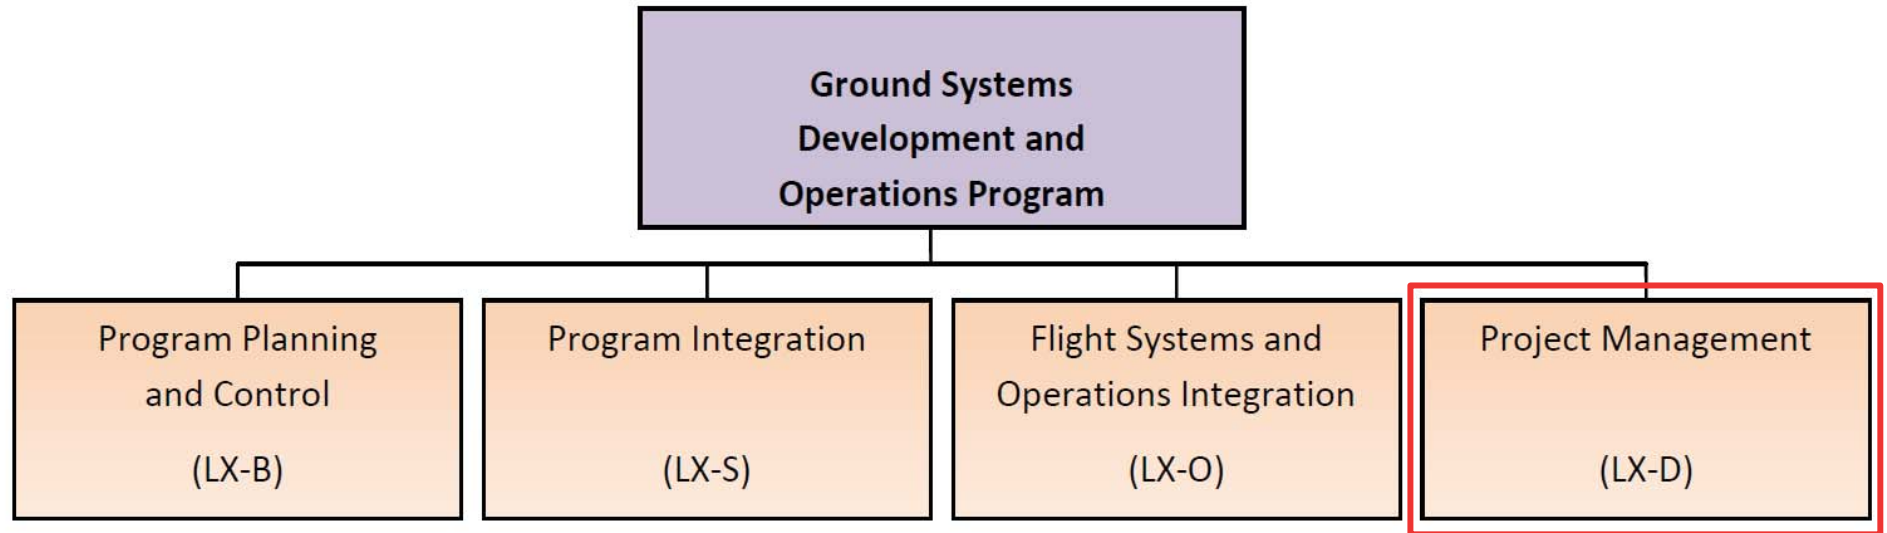 Ground Systems
Development and
Operations Program
Program Planning
and Control
(LX-B)
Program Integration
(LX-S)
Flight Systems and
Operations Integration
(LX-O)
Project Management
(LX-D)